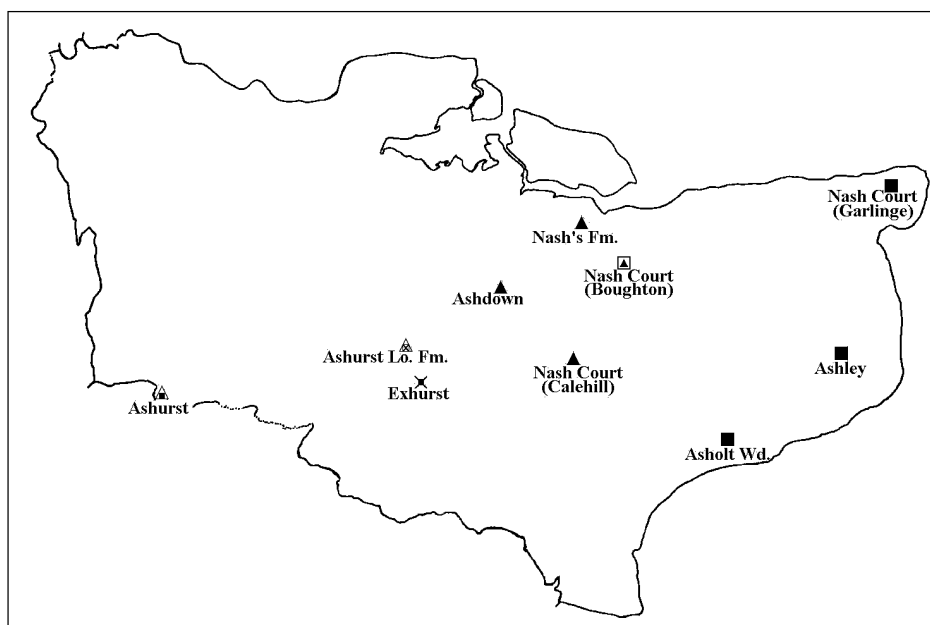 Nash Court
(Garlinge)
Nash's Fm.
Nash Court
(Boughton)
Ashdown
Ashurst Lo. Fm.
Nash Court
(Calehill)
Ashley
Exhurst
Ashurst
Asholt Wd.